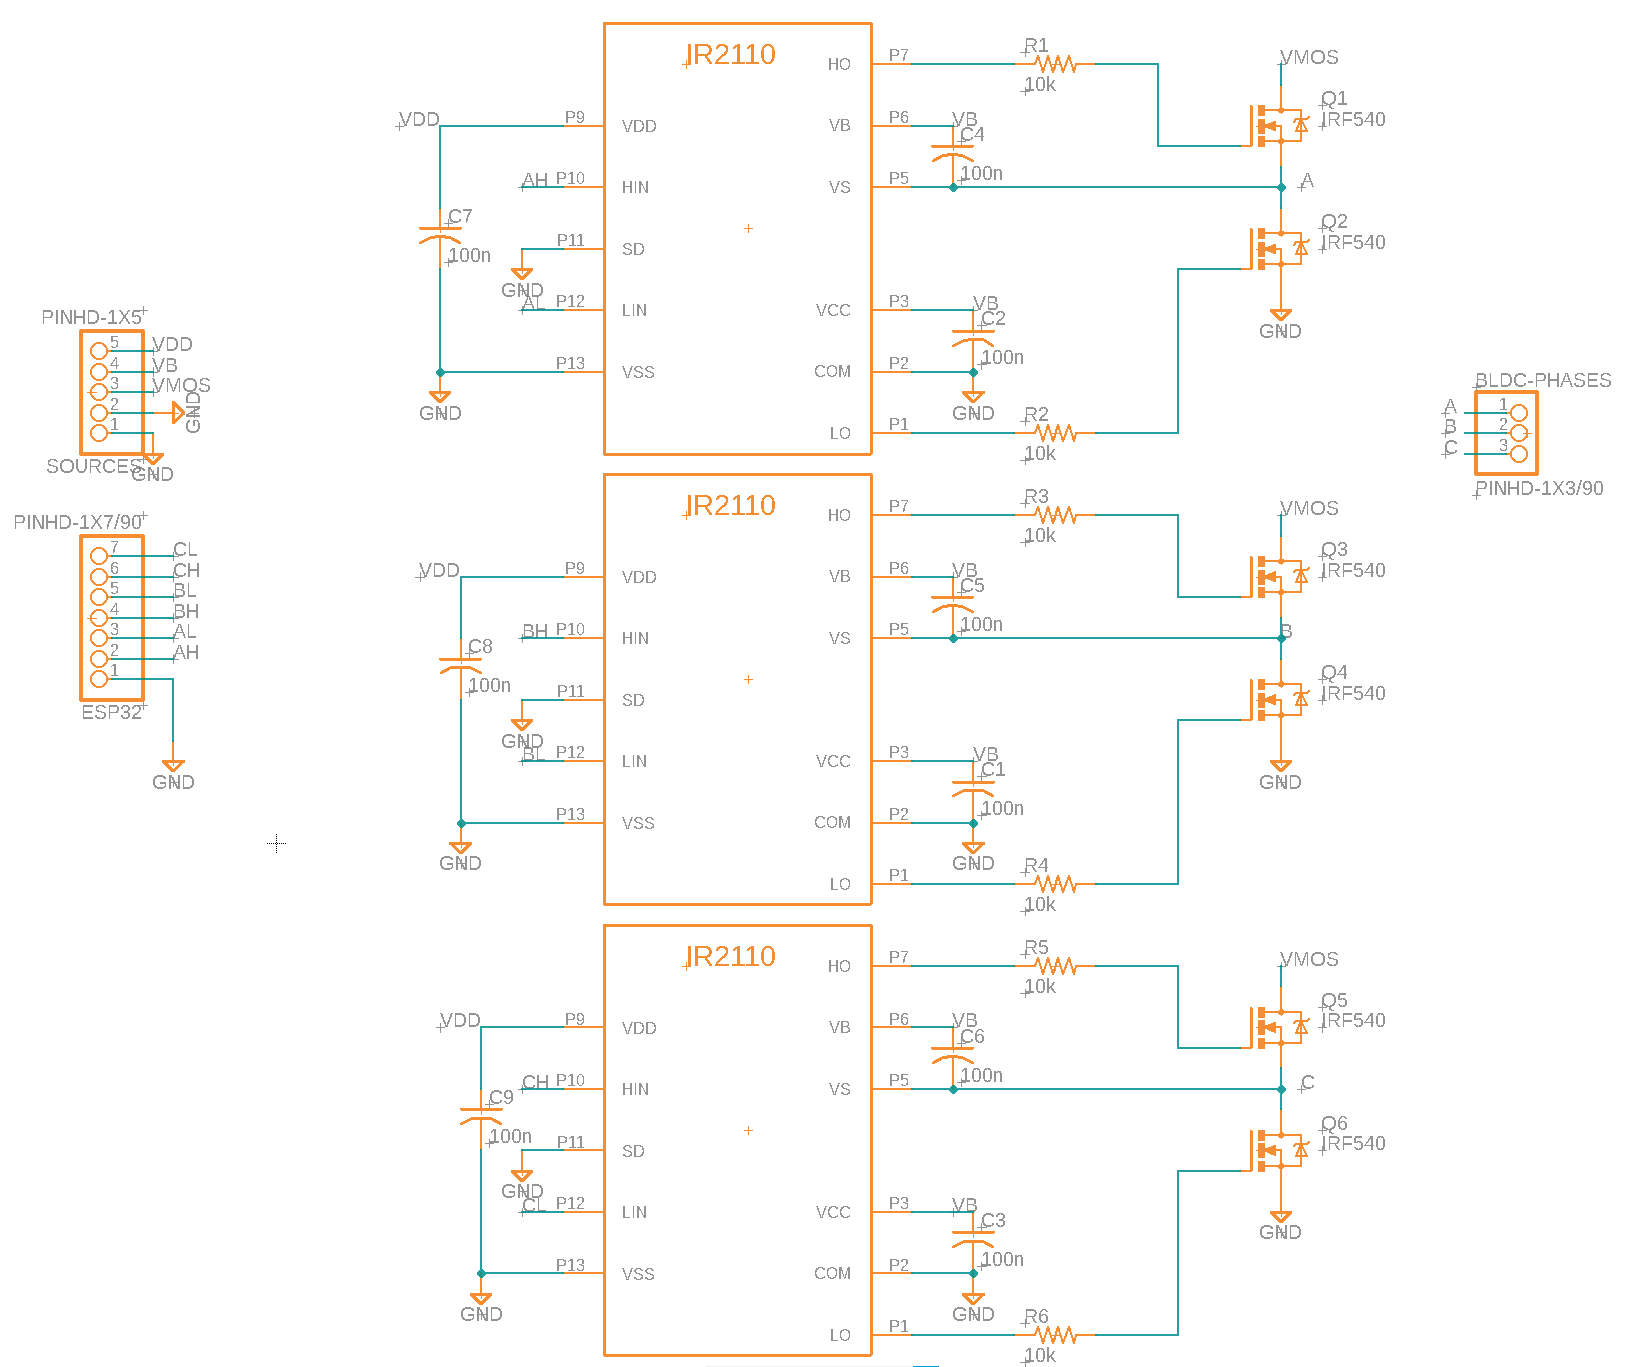 PINHD-1X5
5 VDD
4 VB
3 VMOS
2 GND
1
SOURCES
GND
PINHD-1X7/90
7 CL
6 CH
5 BL
4 BH
3 AL
2 AH
1
ESP32
GND
IR2110
VDD
P9 VDD
AH P10 HIN
P11 SD
GND
AL P12 LIN
P13 VSS
C7
100n
GND
HO P7
VB P6
VS P5
VCC P3
COM P2
LO P1
R1
10k
VB
C4
100n
VB
C2
100n
GND
R2
10k
VMOS
Q1
IRF540
A
Q2
IRF540
GND
IR2110
VDD
P9 VDD
BH P10 HIN
P11 SD
GND
BL P12 LIN
P13 VSS
C8
100n
GND
HO P7
VB P6
VS P5
VCC P3
COM P2
LO P1
R3
10k
VB
C5
100n
VB
C1
100n
GND
R4
10k
VMOS
Q3
IRF540
B
Q4
IRF540
GND
IR2110
VDD
P9 VDD
CH P10 HIN
P11 SD
GND
CL P12 LIN
P13 VSS
C9
100n
GND
HO P7
VB P6
VS P5
VCC P3
COM P2
LO P1
R5
10k
VB
C6
100n
VB
C3
100n
GND
R6
10k
VMOS
Q5
IRF540
C
Q6
IRF540
GND
BLDC-PHASES
A 1
B 2
C 3
PINHD-1X3/90